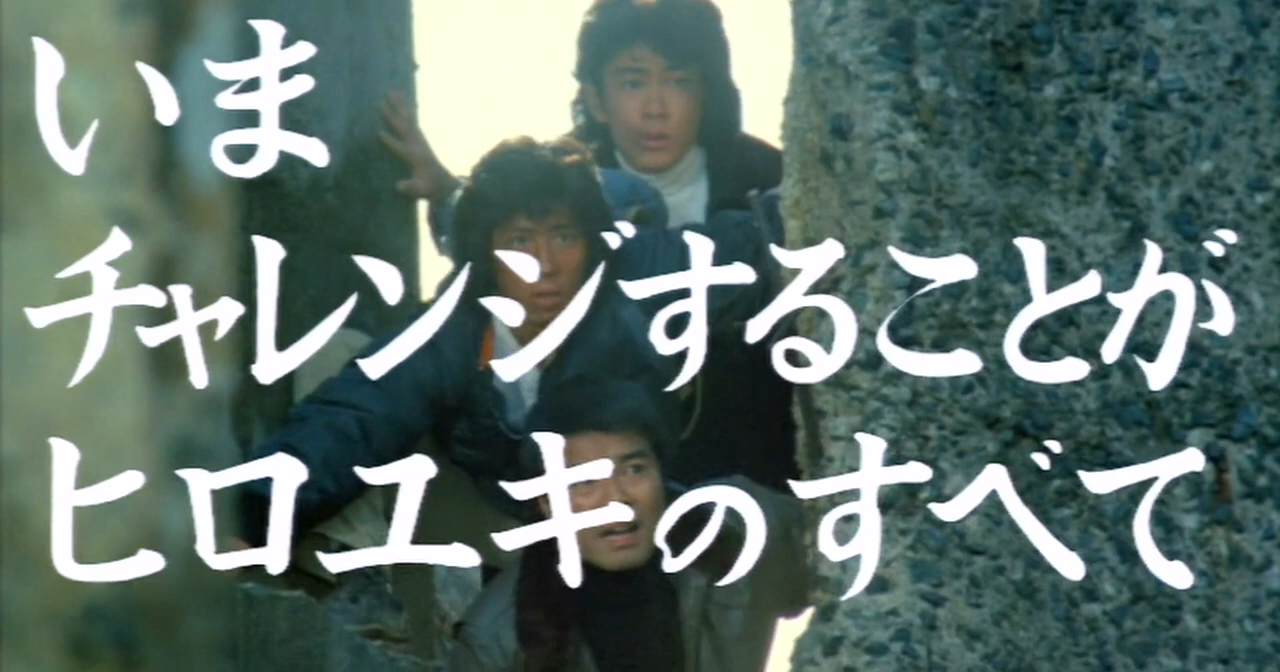 いま
チャレンジすることが
ヒロユキのすべて